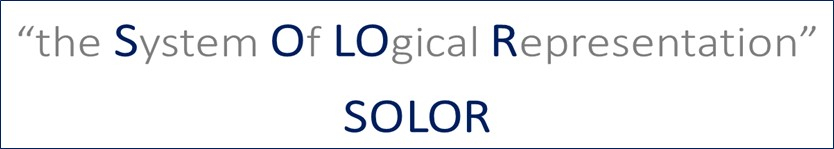 “the System Of LOgical Representation”
SOLOR